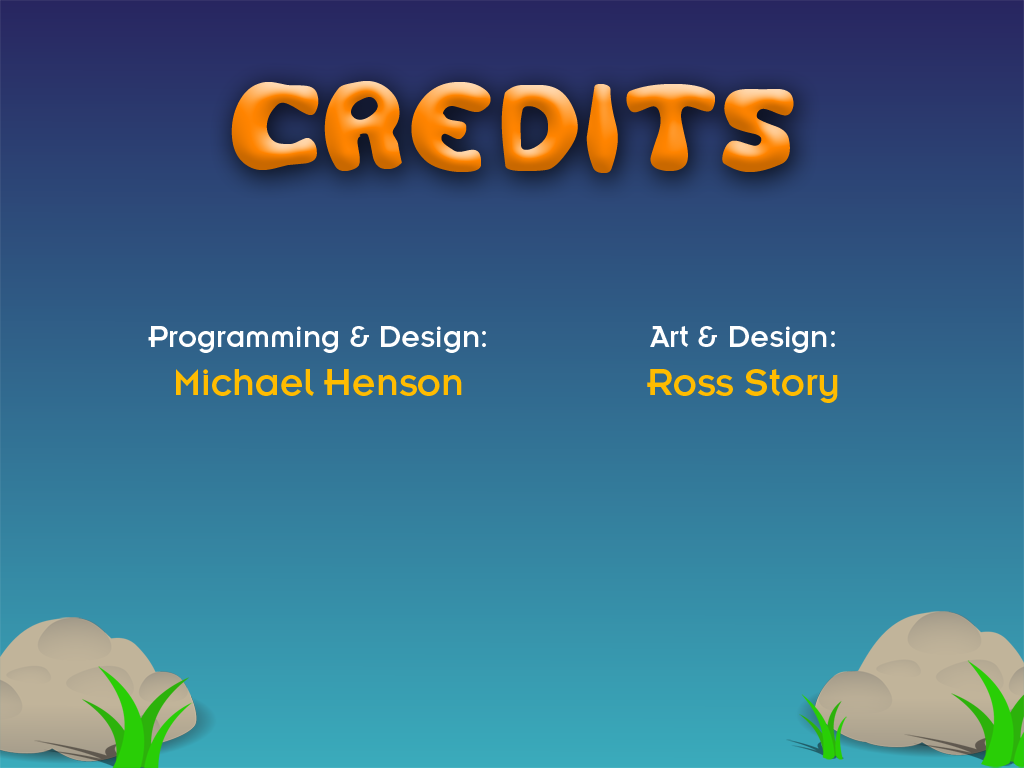 CREDITS
Programming & Design:
Michael Henson
Art & Design:
Ross Story